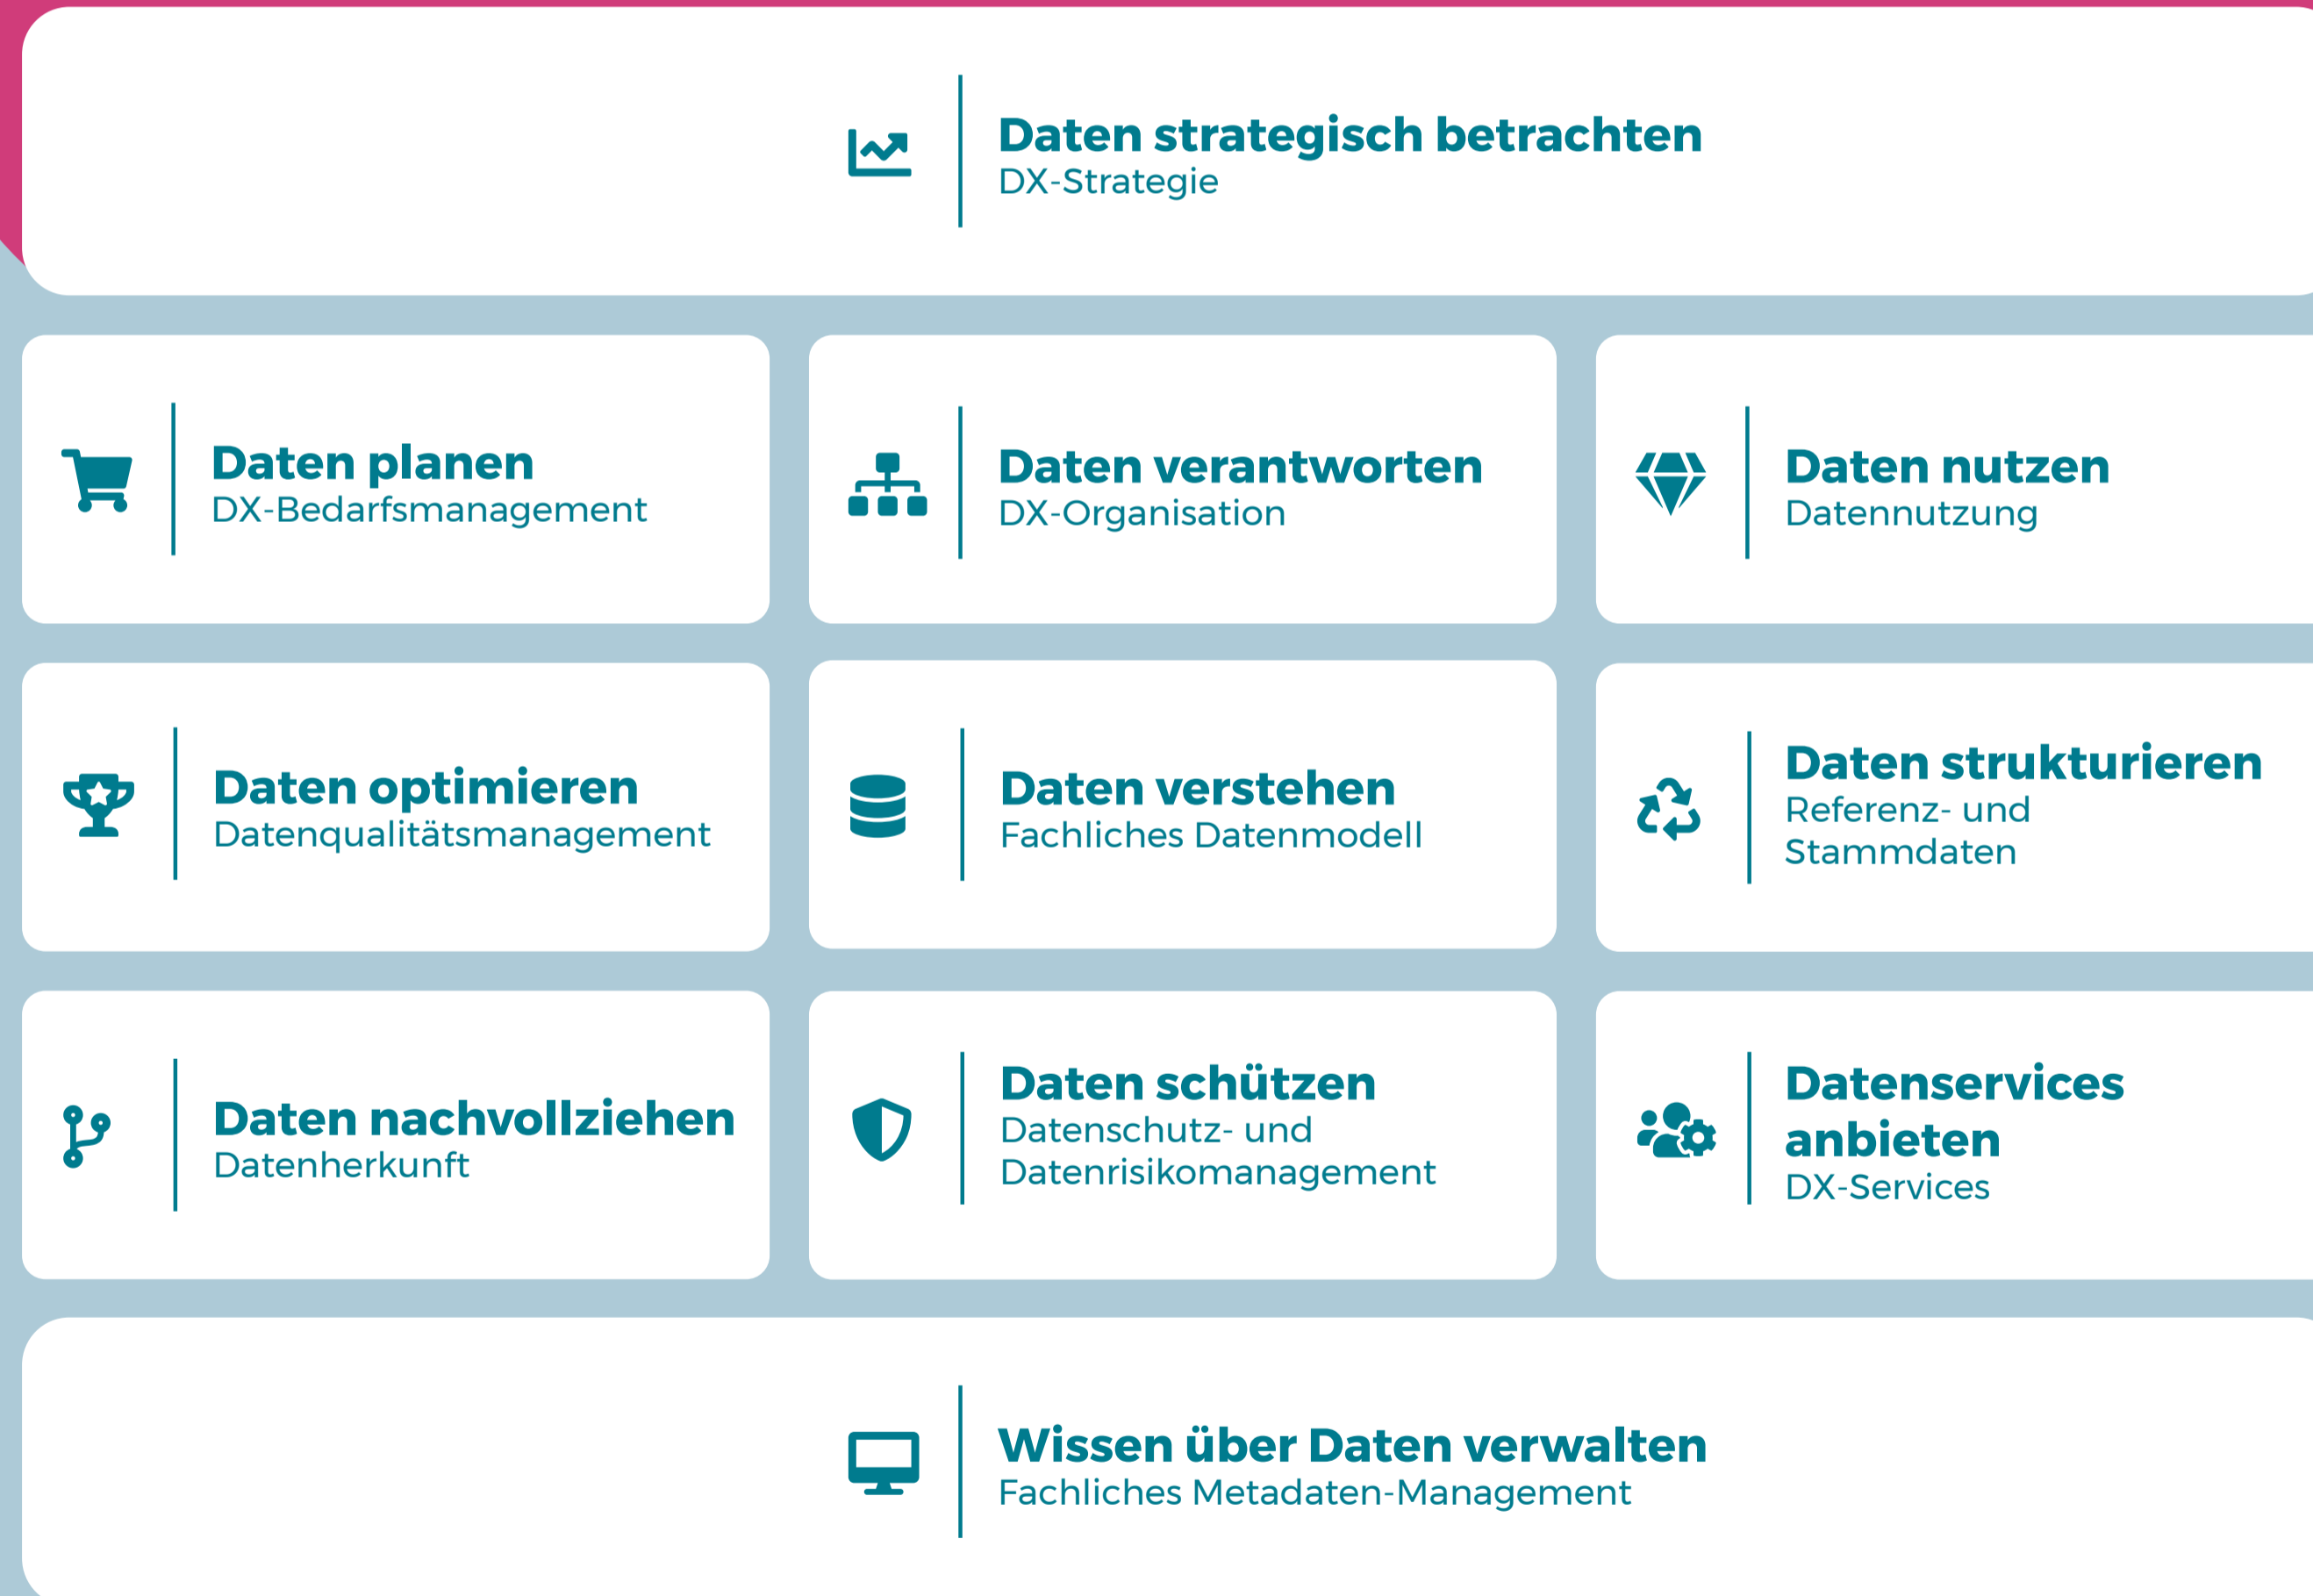 Daten strategisch betrachten
DX-Strategie
Daten planen
DX-Bedarfsmanagement
Daten verantworten
DX-Organisation
Daten nutzen
Datennutzung
Daten optimieren
Datenqualitätsmanagement
Daten verstehen
Fachliches Datenmodell
Daten strukturieren
Referenz- und
Stammdaten
Daten nachvollziehen
Datenherkunft
Daten schützen
Datenschutz- und
Datenrisikomanagement
Datenservices
anbieten
DX-Services
Wissen über Daten verwalten
Fachliches Metadaten-Management